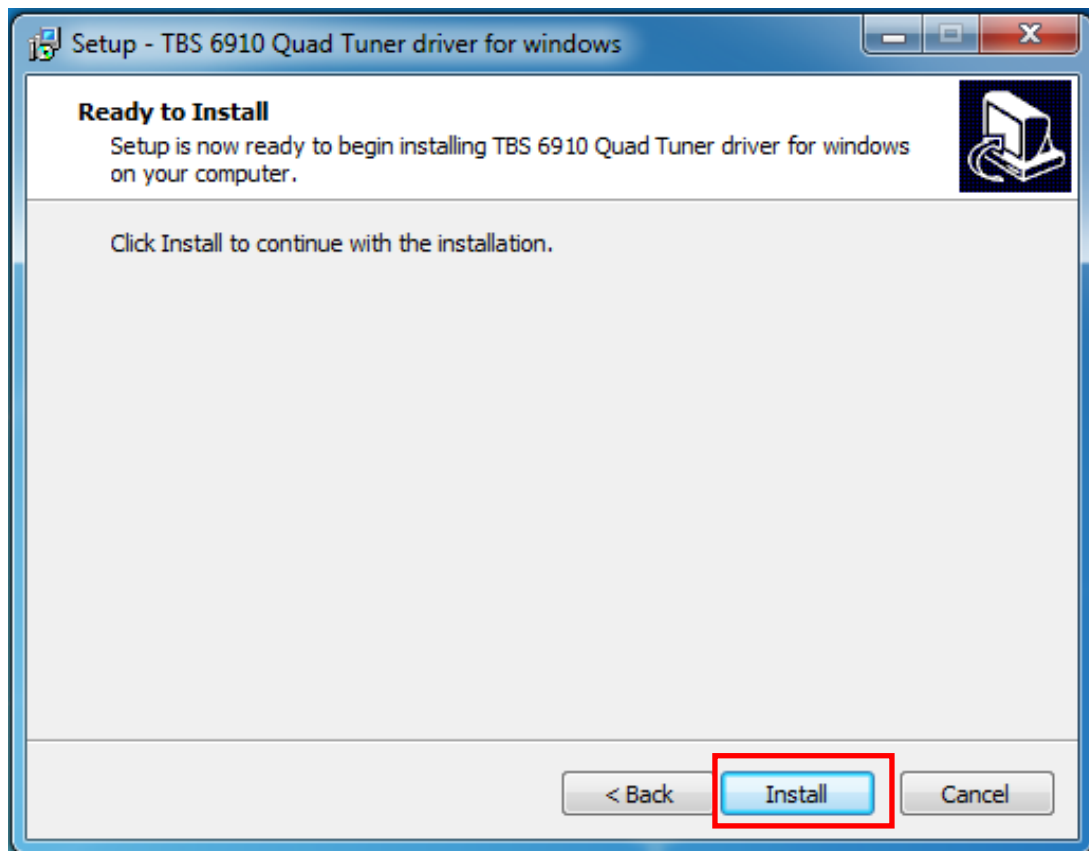 Setup - TBS 6910 Quad Tuner driver for windows
Ready to Install
Setup is now ready to begin installing TBS 6910 Quad Tuner driver for windows
on your computer.
Click Install to continue with the installation.
< Back
Install
Cancel